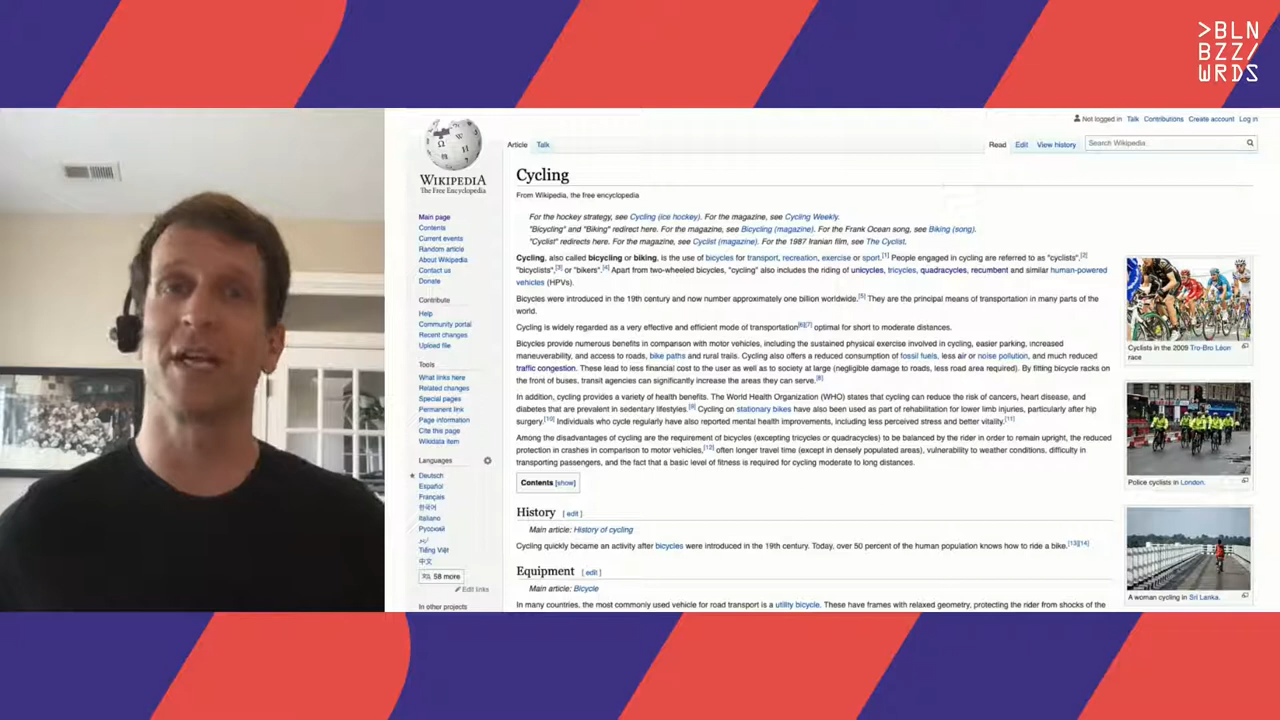 >BLN
BZZ/
WRDS
Not logged in Talk Contributions Create account Log in
Article Talk
Read Edit View history
Search Wikipedia
WIKIPEDIA
The Free Encyclopedia
Main page
Contents
Current events
Random article
About Wikipedia
Contact us
Donate
Contribute
Help
Community portal
Recent changes
Upload file
Tools
What links here
Related changes
Special pages
Permanent link
Page information
Cite this page
Wikidata item
Languages
Deutsch
Español
Français
한국어
Italiano
Русский
اردو
Tiếng Việt
中文
58 more
Edit links
In other projects
Cycling
From Wikipedia, the free encyclopedia
For the hockey strategy, see Cycling (ice hockey). For the magazine, see Cycling Weekly.
"Bicycling" and "Biking" redirect here. For the magazine, see Bicycling (magazine). For the Frank Ocean song, see Biking (song).
"Cyclist" redirects here. For the magazine, see Cyclist (magazine). For the 1987 Iranian film, see The Cyclist.
Cycling, also called bicycling or biking, is the use of bicycles for transport, recreation, exercise or sport.[1] People engaged in cycling are referred to as "cyclists",[2]
"bicyclists",[3] or "bikers".[4] Apart from two-wheeled bicycles, "cycling" also includes the riding of unicycles, tricycles, quadracycles, recumbent and similar human-powered
vehicles (HPVs).
Bicycles were introduced in the 19th century and now number approximately one billion worldwide.[5] They are the principal means of transportation in many parts of the
world.
Cycling is widely regarded as a very effective and efficient mode of transportation[6][7] optimal for short to moderate distances.
Bicycles provide numerous benefits in comparison with motor vehicles, including the sustained physical exercise involved in cycling, easier parking, increased
maneuverability, and access to roads, bike paths and rural trails. Cycling also offers a reduced consumption of fossil fuels, less air or noise pollution, and much reduced
traffic congestion. These lead to less financial cost to the user as well as to society at large (negligible damage to roads, less road area required). By fitting bicycle racks on
the front of buses, transit agencies can significantly increase the areas they can serve.[8]
In addition, cycling provides a variety of health benefits. The World Health Organization (WHO) states that cycling can reduce the risk of cancers, heart disease, and
diabetes that are prevalent in sedentary lifestyles.[9] Cycling on stationary bikes have also been used as part of rehabilitation for lower limb injuries, particularly after hip
surgery.[10] Individuals who cycle regularly have also reported mental health improvements, including less perceived stress and better vitality.[11]
Among the disadvantages of cycling are the requirement of bicycles (excepting tricycles or quadracycles) to be balanced by the rider in order to remain upright, the reduced
protection in crashes in comparison to motor vehicles,[12] often longer travel time (except in densely populated areas), vulnerability to weather conditions, difficulty in
transporting passengers, and the fact that a basic level of fitness is required for cycling moderate to long distances.
Contents [show]
History [ edit ]
Main article: History of cycling
Cycling quickly became an activity after bicycles were introduced in the 19th century. Today, over 50 percent of the human population knows how to ride a bike.[13][14]
Equipment [ edit ]
Main article: Bicycle
In many countries, the most commonly used vehicle for road transport is a utility bicycle. These have frames with relaxed geometry, protecting the rider from shocks of the
Cyclists in the 2009 Tro-Bro Léon
race
Police cyclists in London.
A woman cycling in Sri Lanka.